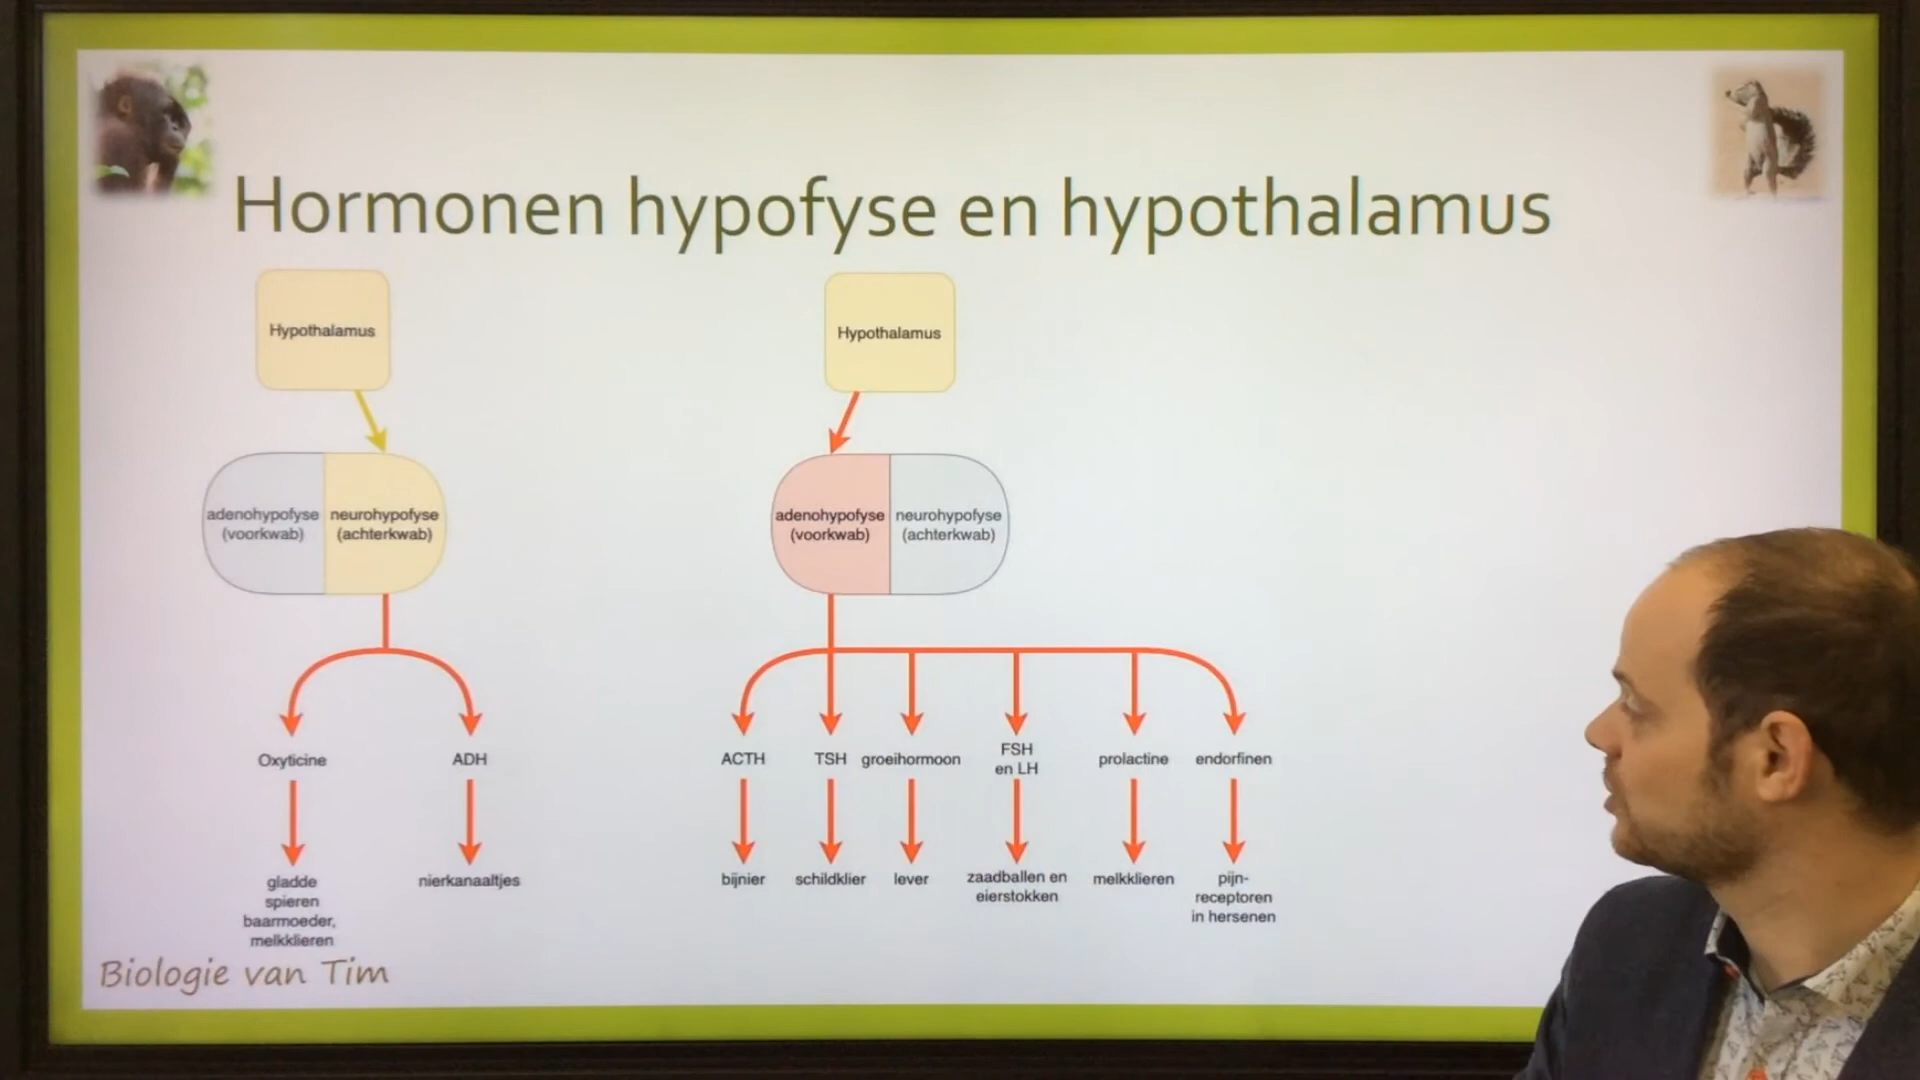 Hormonen hypofyse en hypothalamus
Hypothalamus
adenohypofyse
(voorkwab)
neurohypofyse
(achterkwab)
Oxyticine
ADH
gladde
spieren
baarmoeder,
melkklieren
nierkanaaltjes
Hypothalamus
adenohypofyse
(voorkwab)
neurohypofyse
(achterkwab)
ACTH
TSH
groeihormoon
FSH
en LH
prolactine
endorfinen
bijnier
schildklier
lever
zaadballen en
eierstokken
melkklieren
pijn-
receptoren
in hersenen
Biologie van Tim